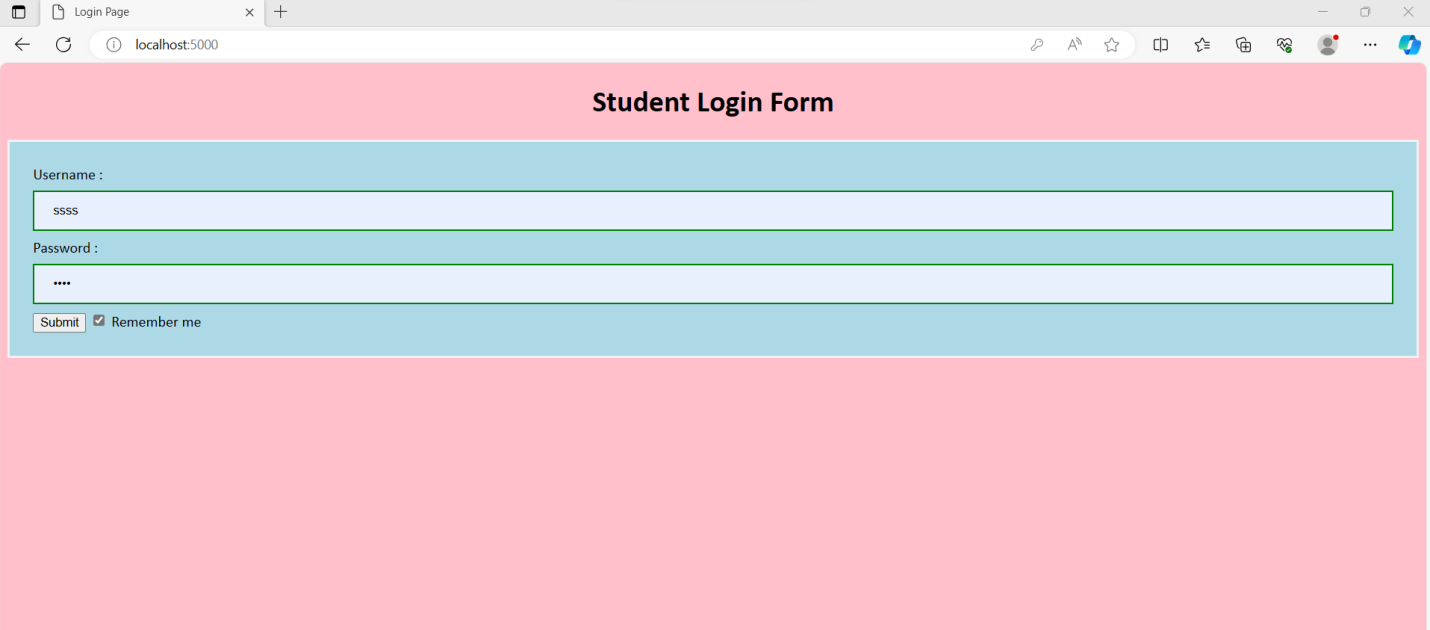 Login Page
localhost:5000
Student Login Form
Username :
ssss
Password :
••••
Submit Remember me